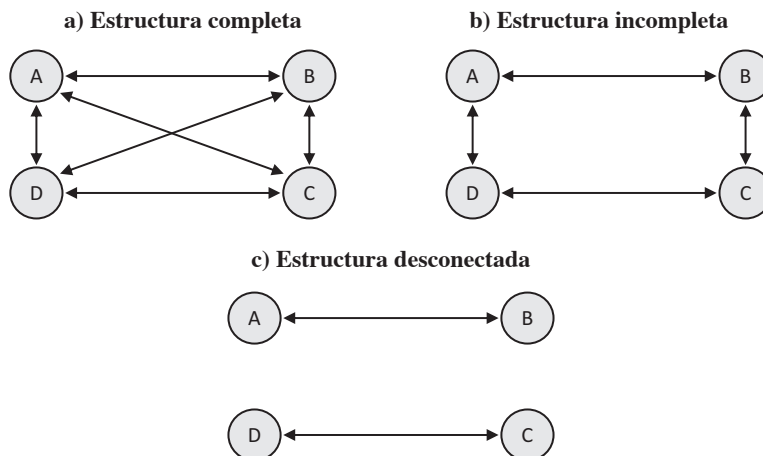 a) Estructura completa
A
B
D
C
b) Estructura incompleta
A
B
D
C
c) Estructura desconectada
A
B
D
C